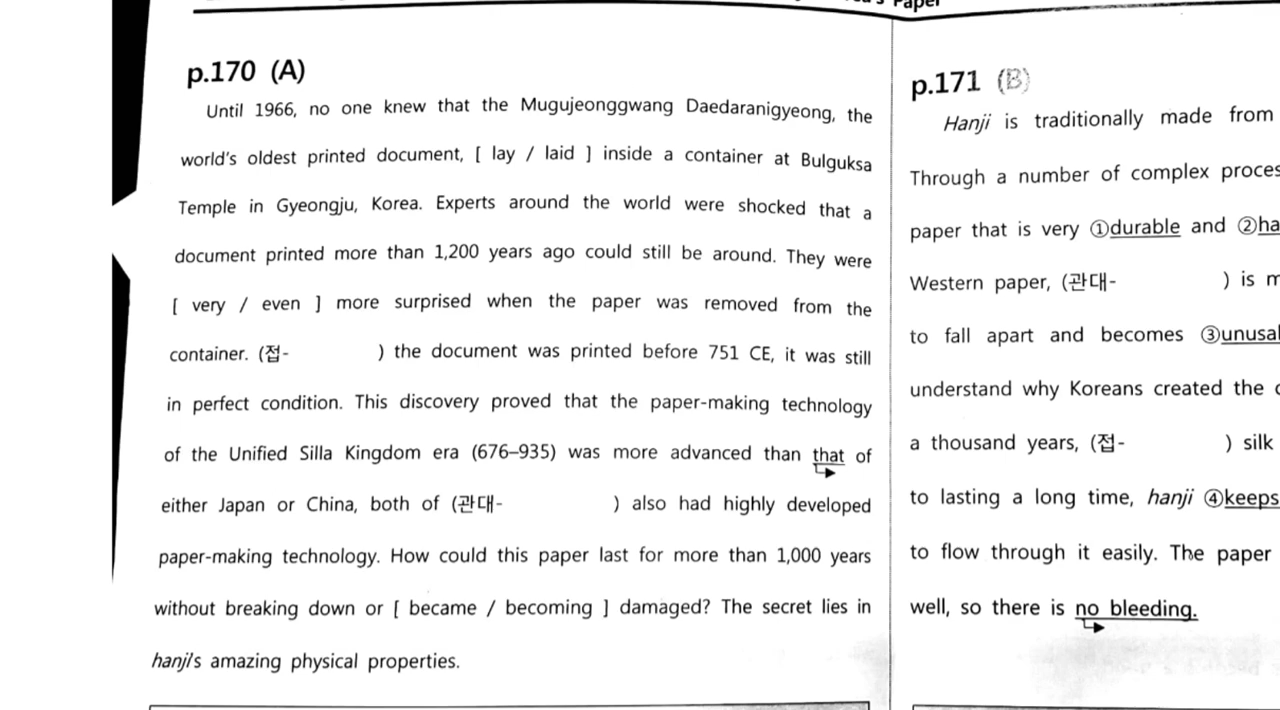 Paper
p.170 (A)
Until 1966, no one knew that the Mugujeonggwang Daedaranigyeong, the
world's oldest printed document, [ lay / laid ] inside a container at Bulguksa
Temple in Gyeongju, Korea. Experts around the world were shocked that a
document printed more than 1,200 years ago could still be around. They were
[ very / even ] more surprised when the paper was removed from the
container. (접- ) the document was printed before 751 CE, it was still
in perfect condition. This discovery proved that the paper-making technology
of the Unified Silla Kingdom era (676–935) was more advanced than that of
either Japan or China, both of (관대- ) also had highly developed
paper-making technology. How could this paper last for more than 1,000 years
without breaking down or [ became / becoming ] damaged? The secret lies in
hanji's amazing physical properties.
p.171 (B)
Hanji is traditionally made from
Through a number of complex
paper that is very ①durable and ②
Western paper, (관대- ) is
to fall apart and becomes ③
understand why Koreans created the
a thousand years, (접- ) silk
to lasting a long time, hanji ④keeps
to flow through it easily. The paper
well, so there is no bleeding.